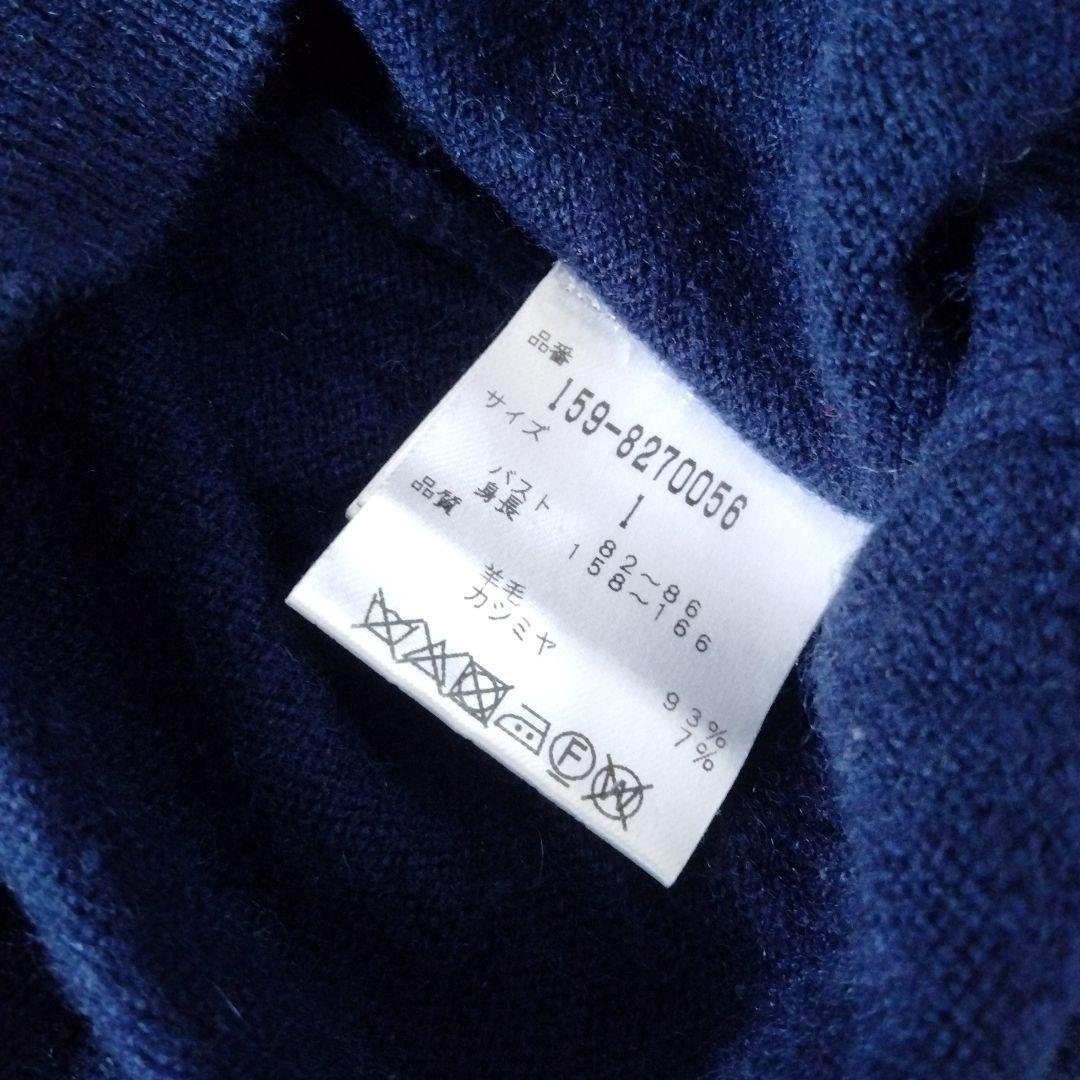 品番
159-8270056
サイズ 1
バスト 82～86
身長 158～166
品質
羊毛 93%
カシミヤ 7%
F W